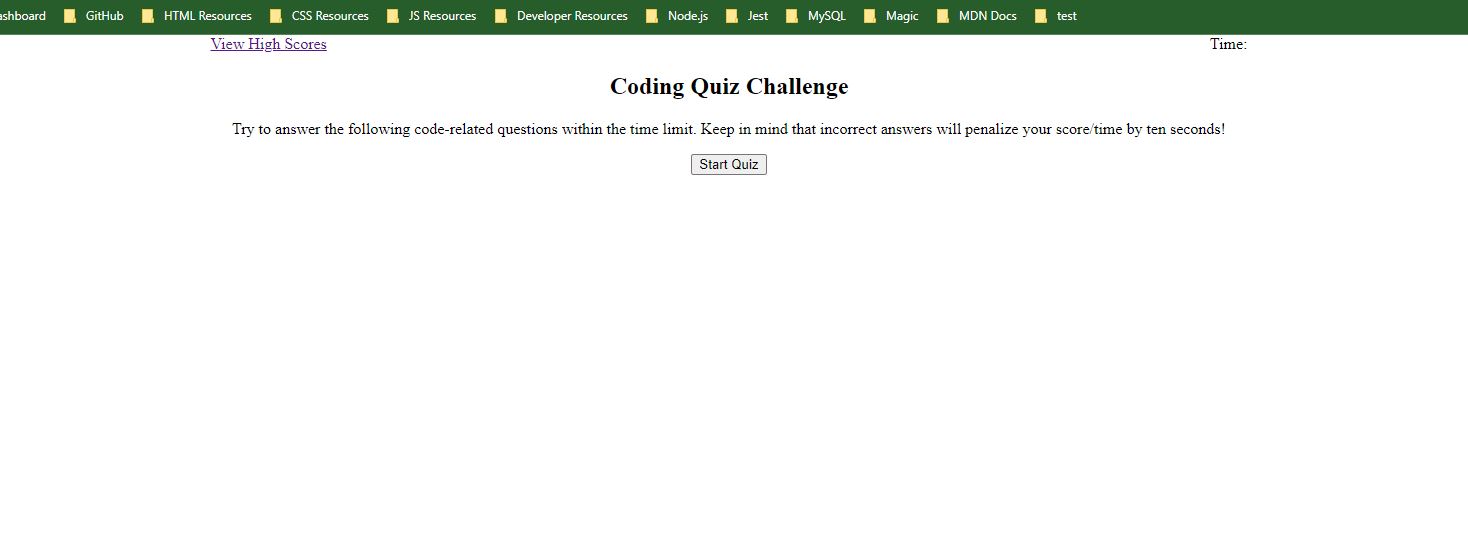 GitHub HTML Resources CSS Resources JS Resources Developer Resources Node.js Jest MySQL Magic MDN Docs test
View High Scores Time:
Coding Quiz Challenge
Try to answer the following code-related questions within the time limit. Keep in mind that incorrect answers will penalize your score/time by ten seconds!
Start Quiz